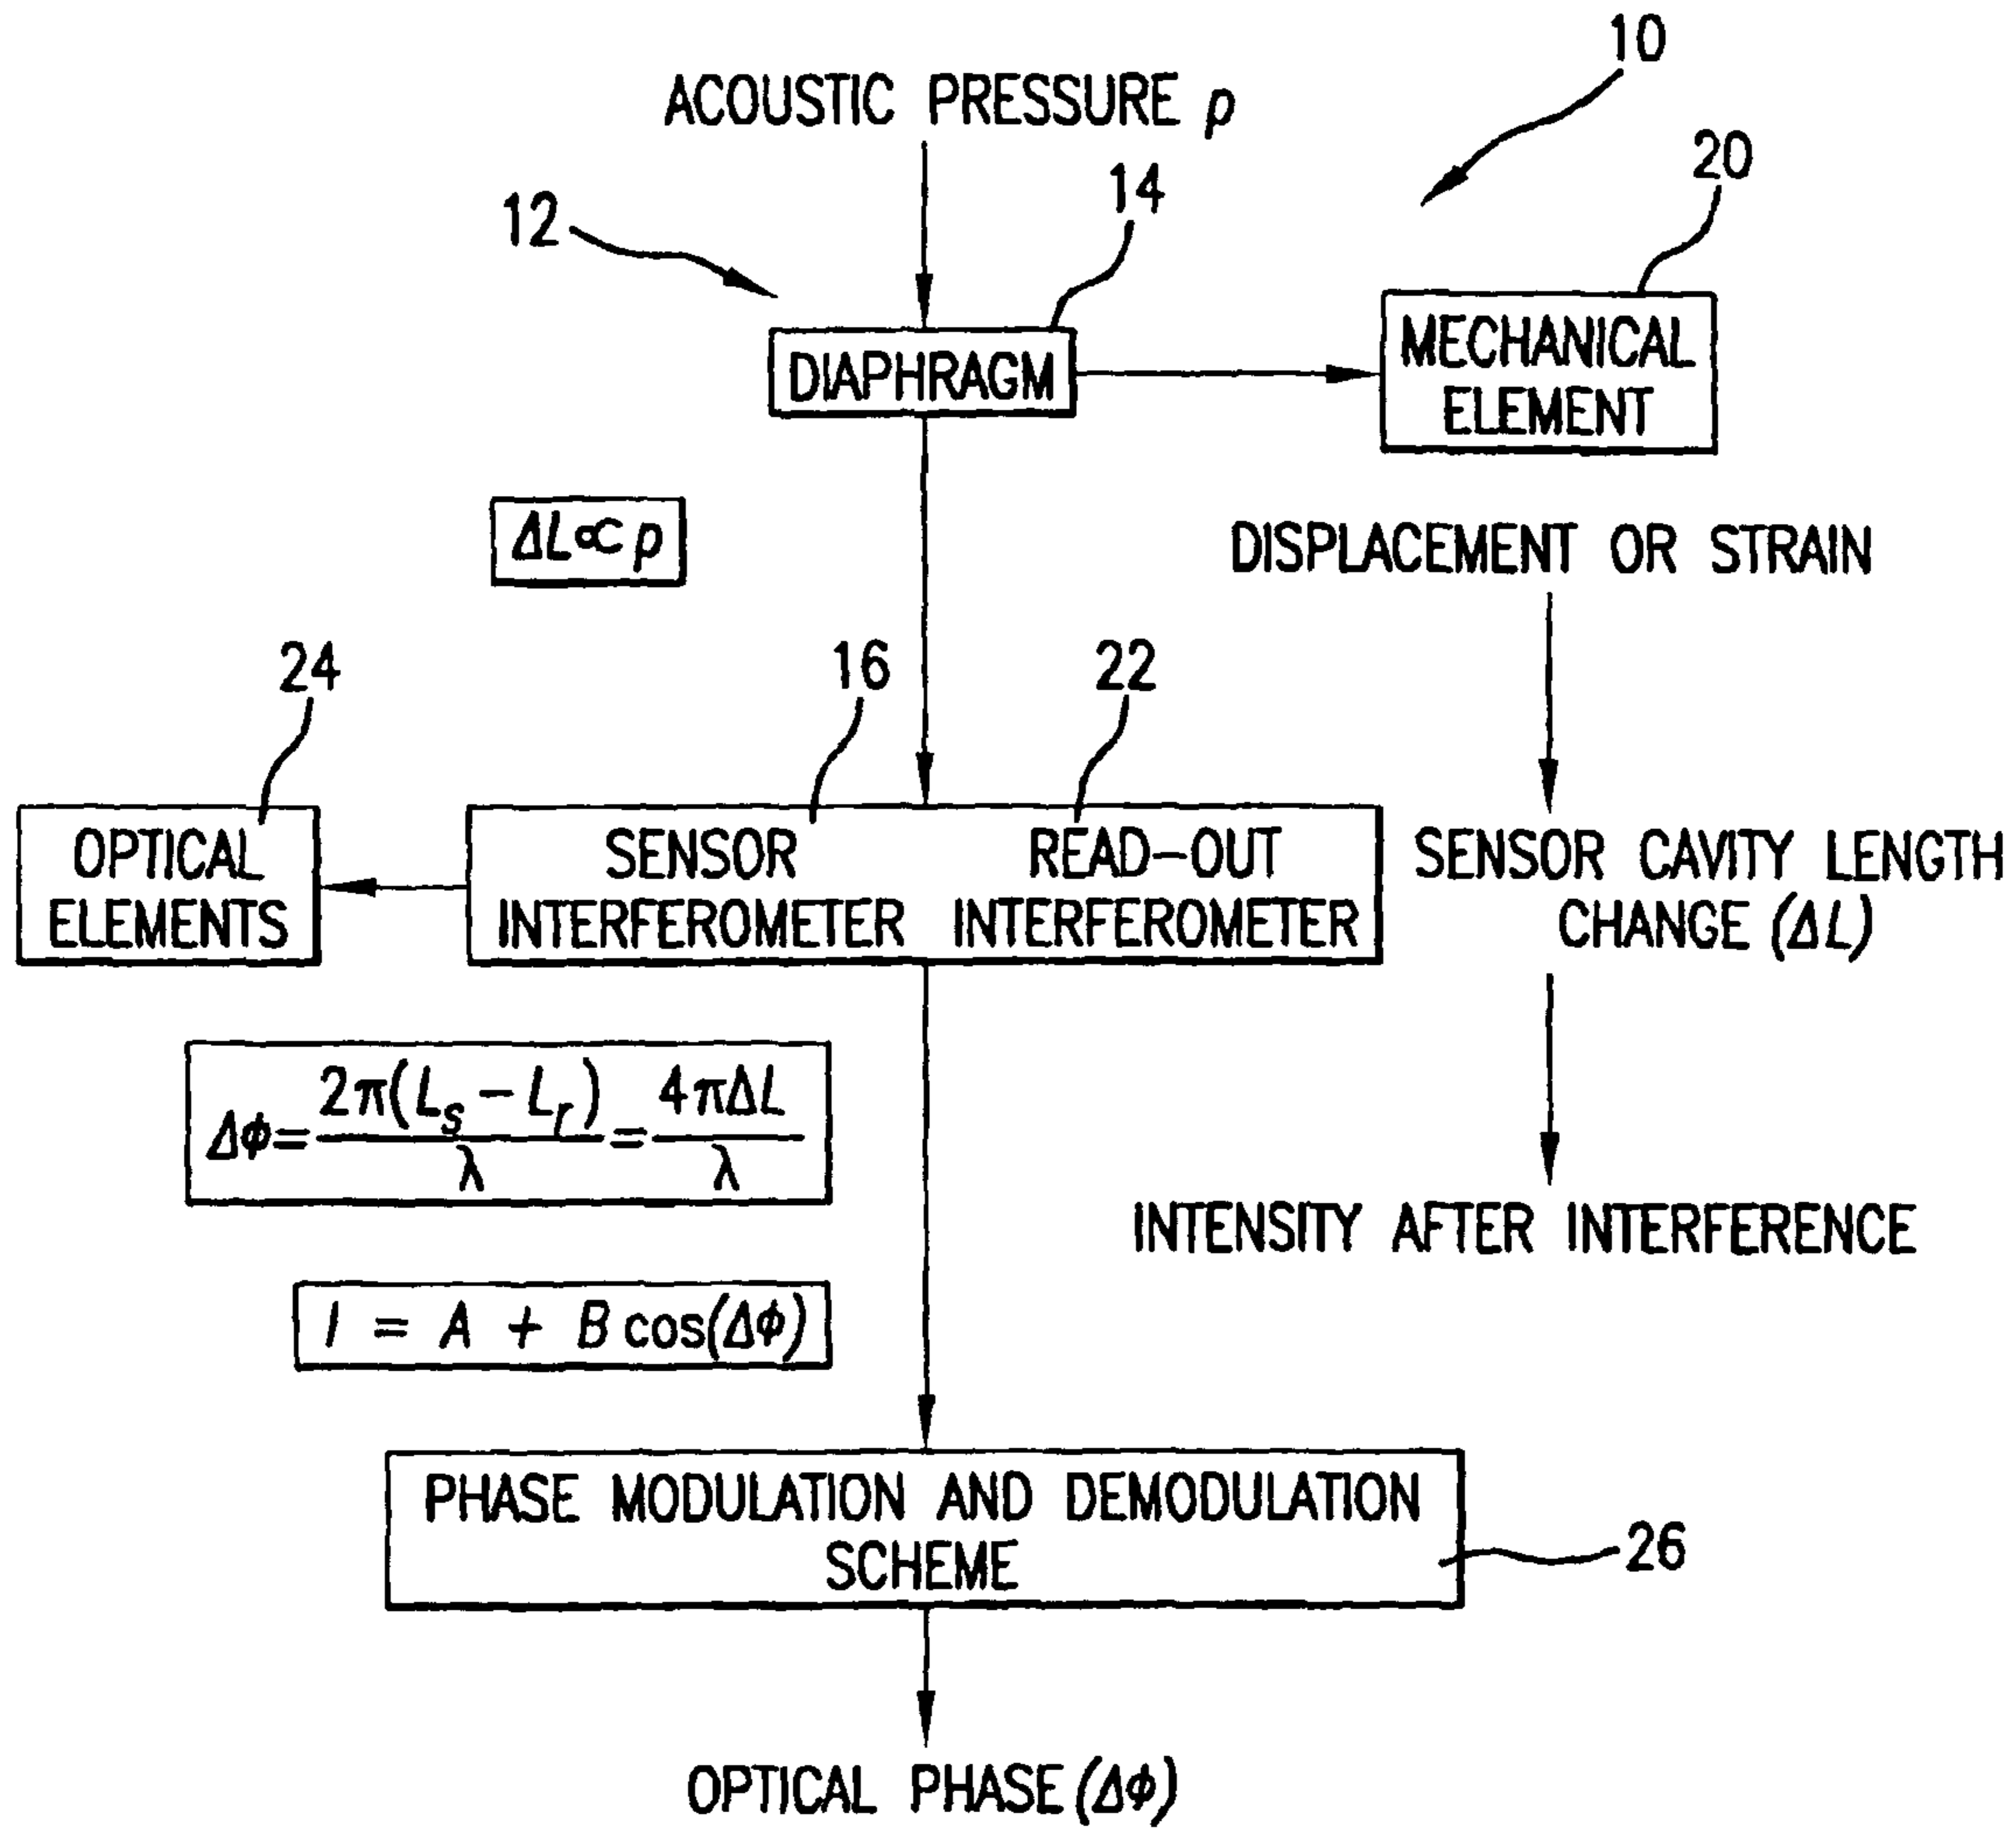 10
ACOUSTIC PRESSURE p
20
14
12
DIAPHRAGM
MECHANICAL
ELEMENT
ΔL∝p
DISPLACEMENT OR STRAIN
24
16
22
OPTICAL
ELEMENTS
SENSOR
INTERFEROMETER
READ-OUT
INTERFEROMETER
SENSOR CAVITY LENGTH
CHANGE (ΔL)
Δϕ= 2π(Ls - Lr)/λ = 4πΔL/λ
INTENSITY AFTER INTERFERENCE
I = A + B cos(Δϕ)
PHASE MODULATION AND DEMODULATION
SCHEME
26
OPTICAL PHASE (Δϕ)